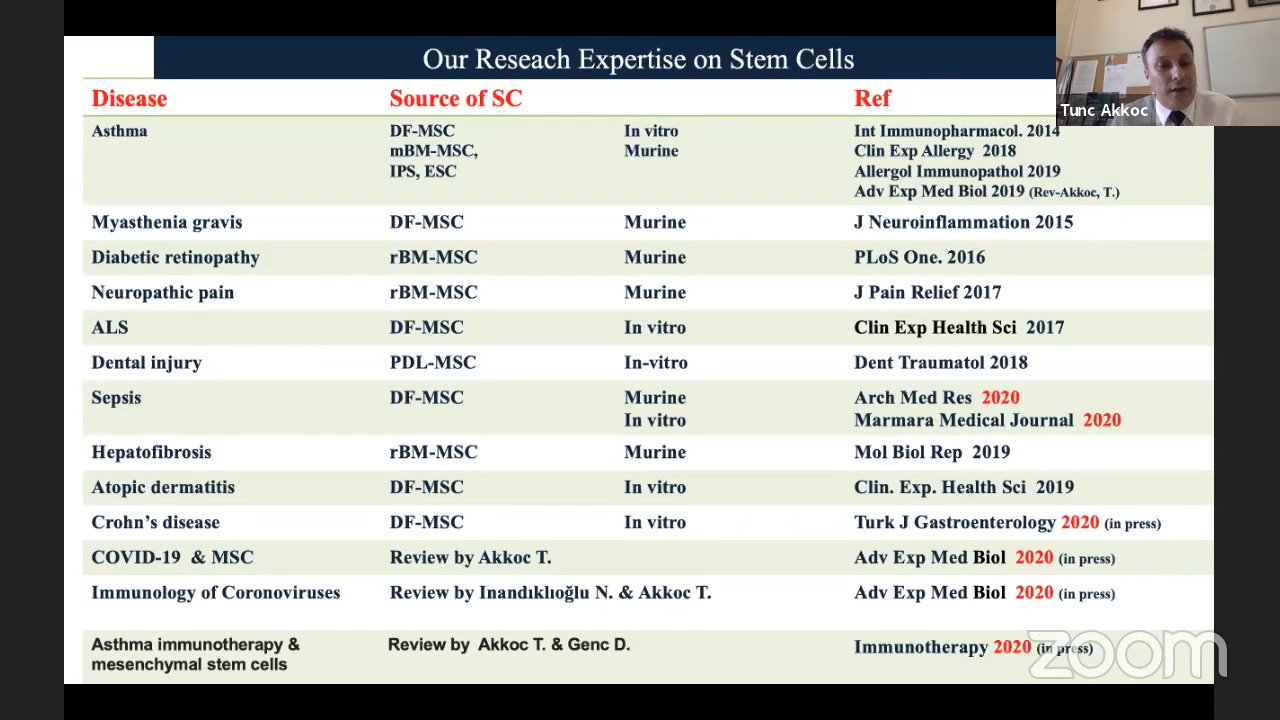 Our Reseach Expertise on Stem Cells
Tunc Akkoc
Disease Source of SC Ref
Asthma DF-MSC In vitro Int Immunopharmacol. 2014
mBM-MSC, Murine Clin Exp Allergy 2018
IPS, ESC Allergol Immunopathol 2019
Adv Exp Med Biol 2019 (Rev-Akkoc, T.)
Myasthenia gravis DF-MSC Murine J Neuroinflammation 2015
Diabetic retinopathy rBM-MSC Murine PLoS One. 2016
Neuropathic pain rBM-MSC Murine J Pain Relief 2017
ALS DF-MSC In vitro Clin Exp Health Sci 2017
Dental injury PDL-MSC In-vitro Dent Traumatol 2018
Sepsis DF-MSC Murine Arch Med Res 2020
In vitro Marmara Medical Journal 2020
Hepatofibrosis rBM-MSC Murine Mol Biol Rep 2019
Atopic dermatitis DF-MSC In vitro Clin. Exp. Health Sci 2019
Crohn's disease DF-MSC In vitro Turk J Gastroenterology 2020 (in press)
COVID-19 & MSC Review by Akkoc T. Adv Exp Med Biol 2020 (in press)
Immunology of Coronoviruses Review by Inandıklıoğlu N. & Akkoc T. Adv Exp Med Biol 2020 (in press)
Asthma immunotherapy & Review by Akkoc T. & Genc D. Immunotherapy 2020 (in press)
mesenchymal stem cells
zoom